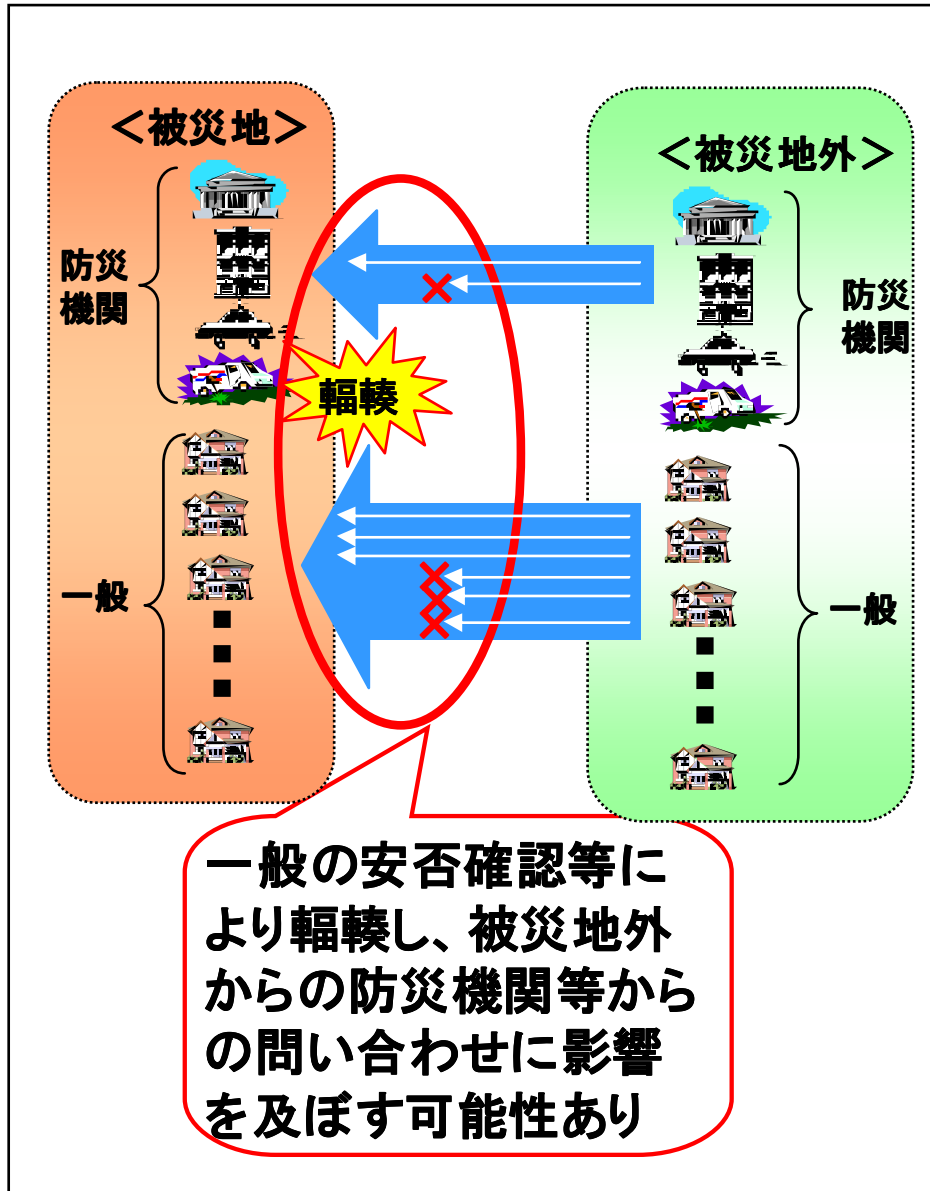 ＜被災地＞
防災
機関
一般
輻輳
＜被災地外＞
防災
機関
一般
一般の安否確認等に
より輻輳し、被災地外
からの防災機関等から
の問い合わせに影響
を及ぼす可能性あり